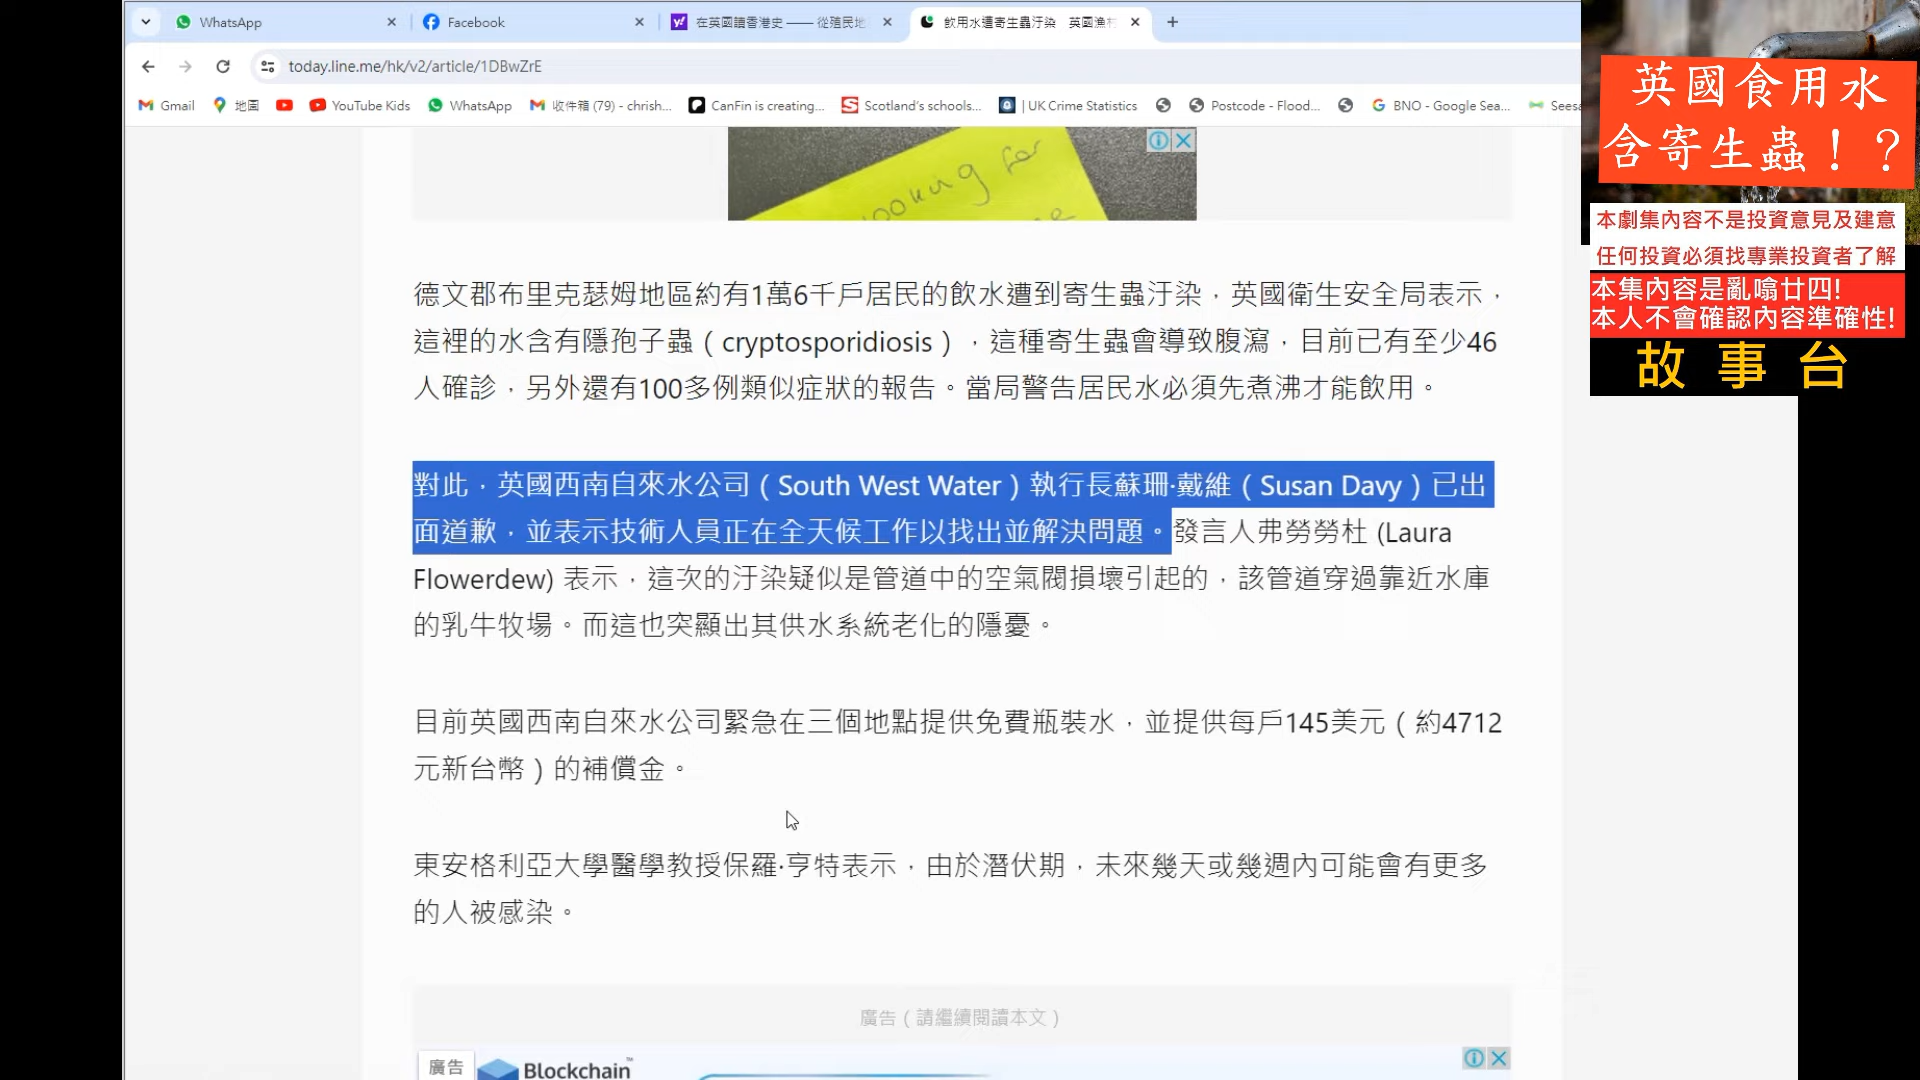 WhatsApp
Facebook
在英國讀香港史 —— 從殖民地
飲用水遭寄生蟲汙染 英國漁村
today.line.me/hk/v2/article/1DBwZrE
Gmail
地圖
YouTube Kids
WhatsApp
收件箱 (79) - chrish...
CanFin is creating...
Scotland's schools...
| UK Crime Statistics
Postcode - Flood...
BNO - Google Sea...
Seesa
英國食用水
含寄生蟲！？
本劇集內容不是投資意見及建意
任何投資必須找專業投資者了解
本集內容是亂噏廿四!
本人不會確認內容準確性!
故事台
looking for
德文郡布里克瑟姆地區約有1萬6千戶居民的飲水遭到寄生蟲汙染，英國衛生安全局表示，
這裡的水含有隱孢子蟲（cryptosporidiosis），這種寄生蟲會導致腹瀉，目前已有至少46
人確診，另外還有100多例類似症狀的報告。當局警告居民水必須先煮沸才能飲用。
對此，英國西南自來水公司（South West Water）執行長蘇珊·戴維（Susan Davy）已出
面道歉，並表示技術人員正在全天候工作以找出並解決問題。發言人弗勞勞杜 (Laura
Flowerdew) 表示，這次的汙染疑似是管道中的空氣閥損壞引起的，該管道穿過靠近水庫
的乳牛牧場。而這也突顯出其供水系統老化的隱憂。
目前英國西南自來水公司緊急在三個地點提供免費瓶裝水，並提供每戶145美元（約4712
元新台幣）的補償金。
東安格利亞大學醫學教授保羅·亨特表示，由於潛伏期，未來幾天或幾週內可能會有更多
的人被感染。
廣告（請繼續閱讀本文）
廣告
Blockchain™